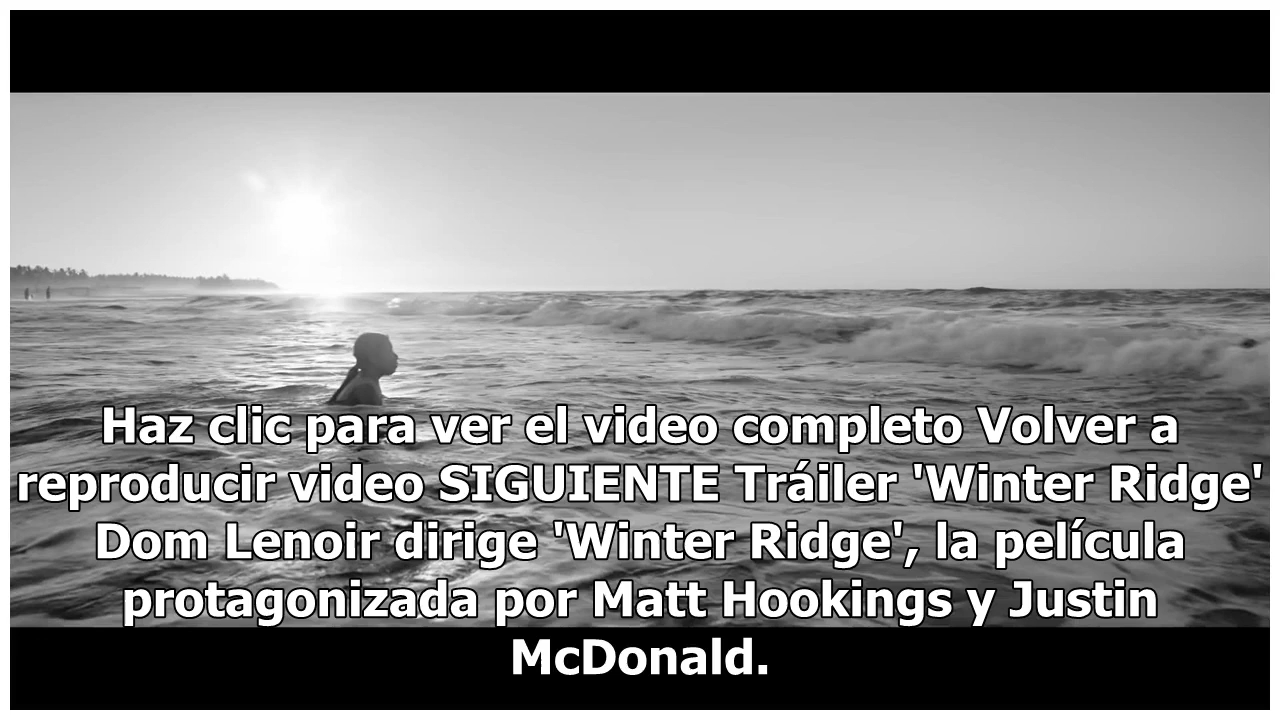 Haz clic para ver el video completo Volver a
reproducir video SIGUIENTE Tráiler 'Winter Ridge'
Dom Lenoir dirige 'Winter Ridge', la película
protagonizada por Matt Hookings y Justin
McDonald.